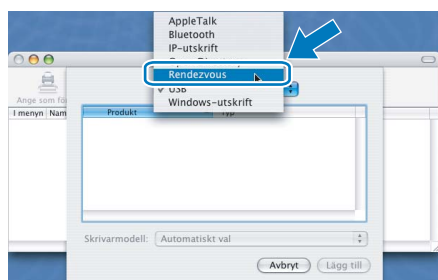 AppleTalk
Bluetooth
IP-utskrift
Rendezvous
USB
Windows-utskrift
Ange som för
I menyn Nam
Produkt Typ
Skrivarmodell: Automatiskt val
Avbryt Lägg till